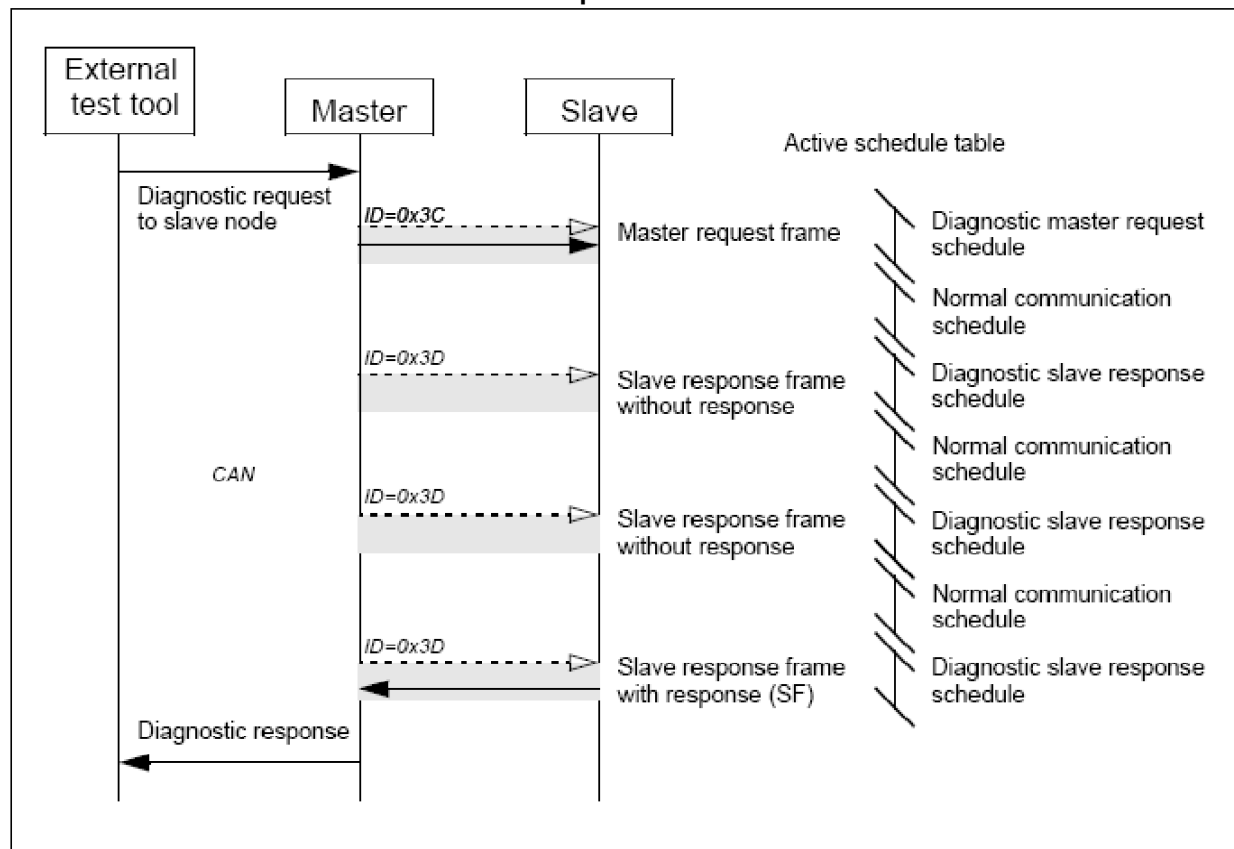 External
test tool
Master
Slave
Active schedule table
Diagnostic request
to slave node
ID=0x3C
Master request frame
Diagnostic master request
schedule
Normal communication
schedule
ID=0x3D
Slave response frame
without response
Diagnostic slave response
schedule
Normal communication
schedule
CAN
ID=0x3D
Slave response frame
without response
Diagnostic slave response
schedule
Normal communication
schedule
ID=0x3D
Slave response frame
with response (SF)
Diagnostic slave response
schedule
Diagnostic response